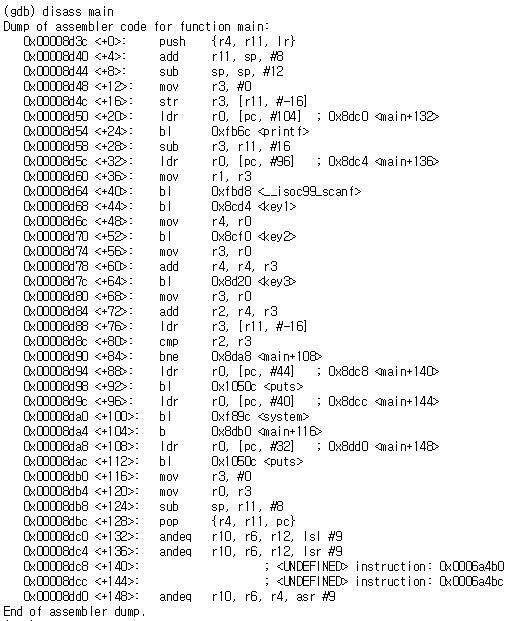 (gdb) disass main
Dump of assembler code for function main:
0x00008d3c <+0>: push {r4, r11, lr}
0x00008d40 <+4>: add r11, sp, #8
0x00008d44 <+8>: sub sp, sp, #12
0x00008d48 <+12>: mov r3, #0
0x00008d4c <+16>: str r3, [r11, #-16]
0x00008d50 <+20>: ldr r0, [pc, #104] ; 0x8dc0 <main+132>
0x00008d54 <+24>: bl 0xfb6c <printf>
0x00008d58 <+28>: sub r3, r11, #16
0x00008d5c <+32>: ldr r0, [pc, #96] ; 0x8dc4 <main+136>
0x00008d60 <+36>: mov r1, r3
0x00008d64 <+40>: bl 0xfbd8 <__isoc99_scanf>
0x00008d68 <+44>: bl 0x8cd4 <key1>
0x00008d6c <+48>: mov r4, r0
0x00008d70 <+52>: bl 0x8cf0 <key2>
0x00008d74 <+56>: mov r3, r0
0x00008d78 <+60>: add r4, r4, r3
0x00008d7c <+64>: bl 0x8d20 <key3>
0x00008d80 <+68>: mov r3, r0
0x00008d84 <+72>: add r2, r4, r3
0x00008d88 <+76>: ldr r3, [r11, #-16]
0x00008d8c <+80>: cmp r2, r3
0x00008d90 <+84>: bne 0x8da8 <main+108>
0x00008d94 <+88>: ldr r0, [pc, #44] ; 0x8dc8 <main+140>
0x00008d98 <+92>: bl 0x1050c <puts>
0x00008d9c <+96>: ldr r0, [pc, #40] ; 0x8dcc <main+144>
0x00008da0 <+100>: bl 0xf89c <system>
0x00008da4 <+104>: b 0x8db0 <main+116>
0x00008da8 <+108>: ldr r0, [pc, #32] ; 0x8dd0 <main+148>
0x00008dac <+112>: bl 0x1050c <puts>
0x00008db0 <+116>: mov r3, #0
0x00008db4 <+120>: mov r0, r3
0x00008db8 <+124>: sub sp, r11, #8
0x00008dbc <+128>: pop {r4, r11, pc}
0x00008dc0 <+132>: andeq r10, r6, r12, lsl #9
0x00008dc4 <+136>: andeq r10, r6, r12, lsr #9
0x00008dc8 <+140>: ; <UNDEFINED> instruction: 0x0006a4b0
0x00008dcc <+144>: ; <UNDEFINED> instruction: 0x0006a4bc
0x00008dd0 <+148>: andeq r10, r6, r4, asr #9
End of assembler dump.